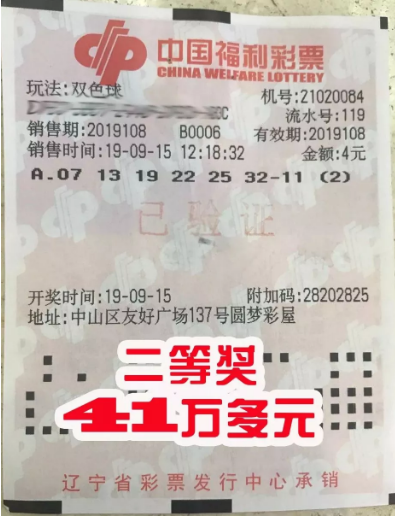 中国福利彩票
CHINA WELFARE LOTTERY
玩法:双色球 机号:21020084
流水号:119
销售期:2019108 B0006 有效期:2019108
销售时间:19-09-15 12:18:32 金额:4元
A.07 13 19 22 25 32-11 (2)
已验证
开奖时间:19-09-15 附加码:28202825
地址:中山区友好广场137号圆梦彩屋
二等奖
41万多元
辽宁省彩票发行中心承销